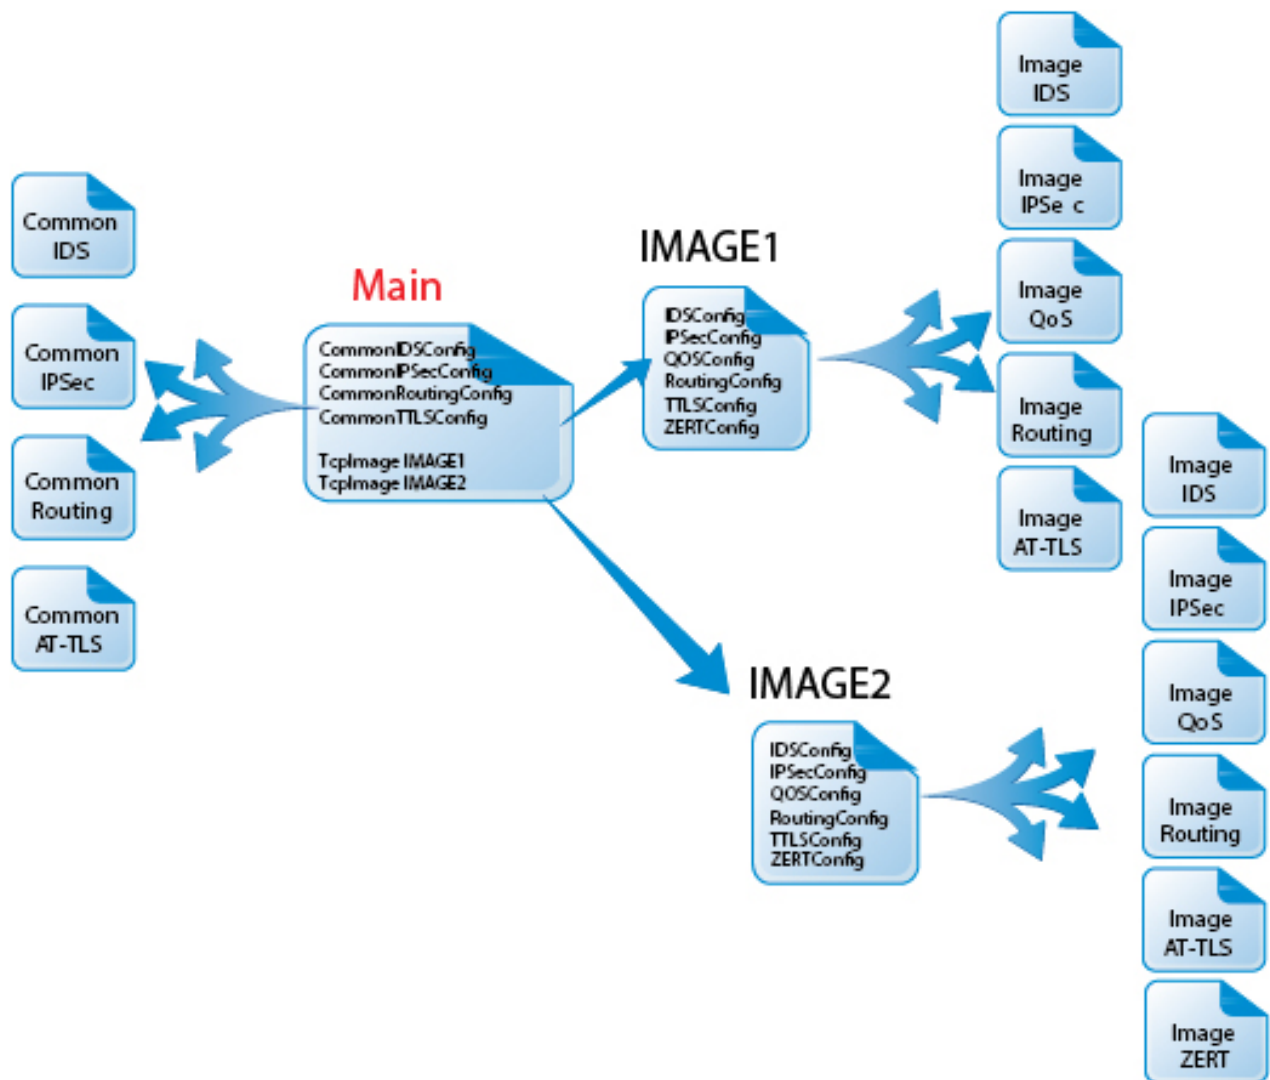 Common
IDS
Common
IPSec
Common
Routing
Common
AT-TLS
Main
CommonIDSConfig
CommonIPSecConfig
CommonRoutingConfig
CommonTTLSConfig
TcpImage IMAGE1
TcpImage IMAGE2
IMAGE1
IDSConfig
IPSecConfig
QOSConfig
RoutingConfig
TTLSConfig
ZERTConfig
Image
IDS
Image
IPSe c
Image
QoS
Image
Routing
Image
AT-TLS
IMAGE2
IDSConfig
IPSecConfig
QOSConfig
RoutingConfig
TTLSConfig
ZERTConfig
Image
IDS
Image
IPSec
Image
QoS
Image
Routing
Image
AT-TLS
Image
ZERT